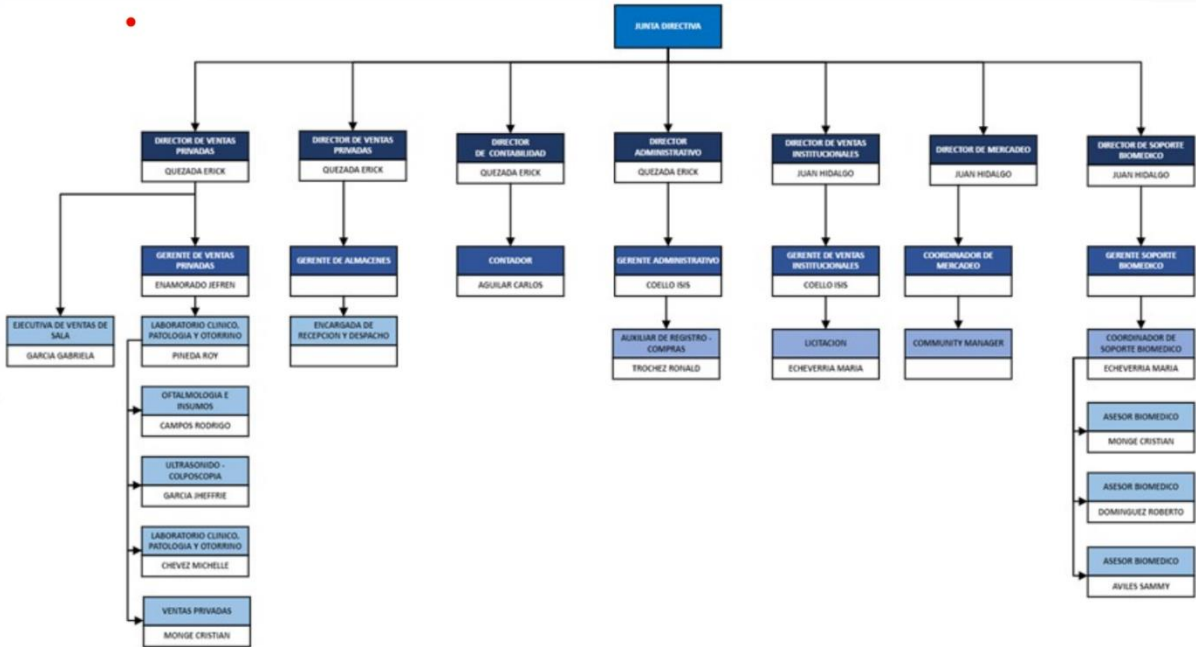 JUNTA DIRECTIVA
DIRECTOR DE VENTAS
PRIVADAS
QUEZADA ERICK
DIRECTOR DE VENTAS
PRIVADAS
QUEZADA ERICK
DIRECTOR
DE CONTABILIDAD
QUEZADA ERICK
DIRECTOR
ADMINISTRATIVO
QUEZADA ERICK
DIRECTOR DE VENTAS
INSTITUCIONALES
JUAN HIDALGO
DIRECTOR DE MERCADEO
JUAN HIDALGO
DIRECTOR DE SOPORTE
BIOMEDICO
JUAN HIDALGO
GERENTE DE VENTAS
PRIVADAS
ENAMORADO JEFREN
GERENTE DE ALMACENES
CONTADOR
AGUILAR CARLOS
GERENTE ADMINISTRATIVO
COELLO ISIS
GERENTE DE VENTAS
INSTITUCIONALES
COELLO ISIS
COORDINADOR DE
MERCADEO
GERENTE SOPORTE
BIOMEDICO
EJECUTIVA DE VENTAS DE
SALA
GARCIA GABRIELA
LABORATORIO CLINICO,
PATOLOGIA Y OTORRINO
PINEDA ROY
ENCARGADA DE
RECEPCION Y DESPACHO
AUXILIAR DE REGISTRO -
COMPRAS
TROCHEZ RONALD
LICITACION
ECHEVERRIA MARIA
COMMUNITY MANAGER
COORDINADOR DE
SOPORTE BIOMEDICO
ECHEVERRIA MARIA
OFTALMOLOGIA E
INSUMOS
CAMPOS RODRIGO
ASESOR BIOMEDICO
MONGE CRISTIAN
ULTRASONIDO -
COLPOSCOPIA
GARCIA JHEFFRIE
ASESOR BIOMEDICO
DOMINGUEZ ROBERTO
LABORATORIO CLINICO,
PATOLOGIA Y OTORRINO
CHEVEZ MICHELLE
ASESOR BIOMEDICO
AVILES SAMMY
VENTAS PRIVADAS
MONGE CRISTIAN